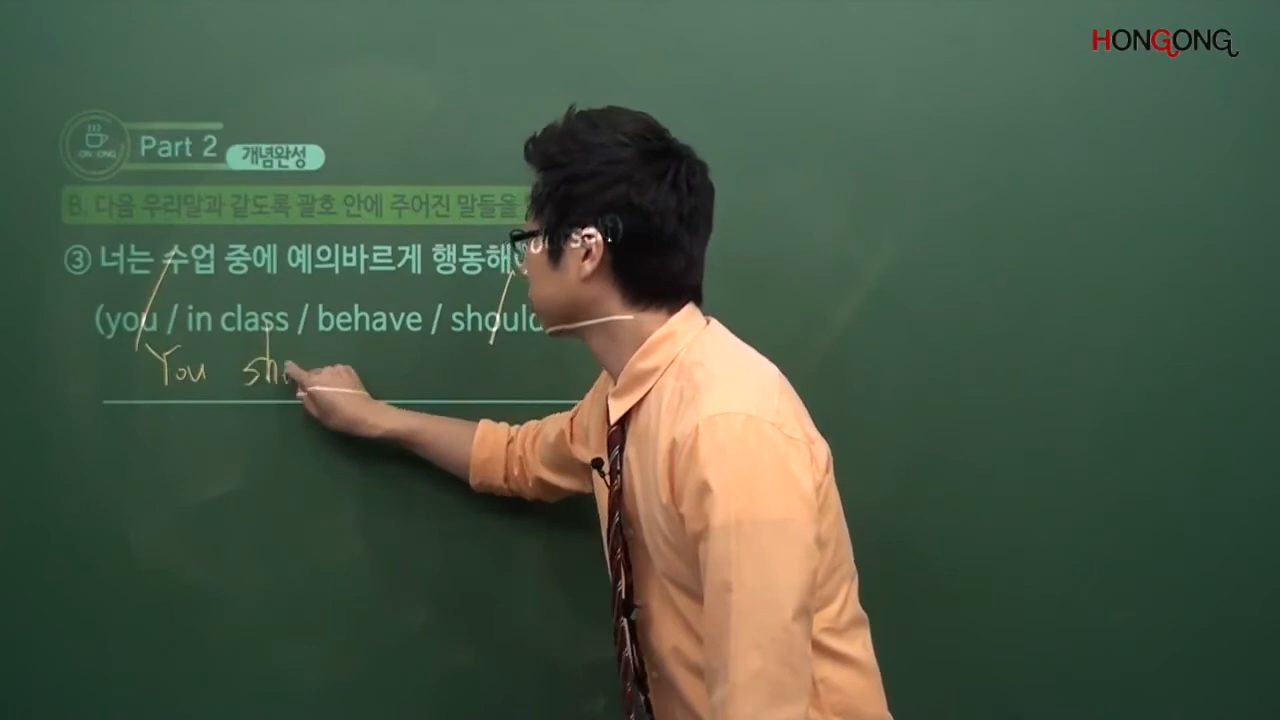 HONGONG
Part 2 개념완성
B. 다음 우리말과 같도록 괄호 안에 주어진 말들을
③ 너는 수업 중에 예의바르게 행동해
(you / in class / behave / should
You sh